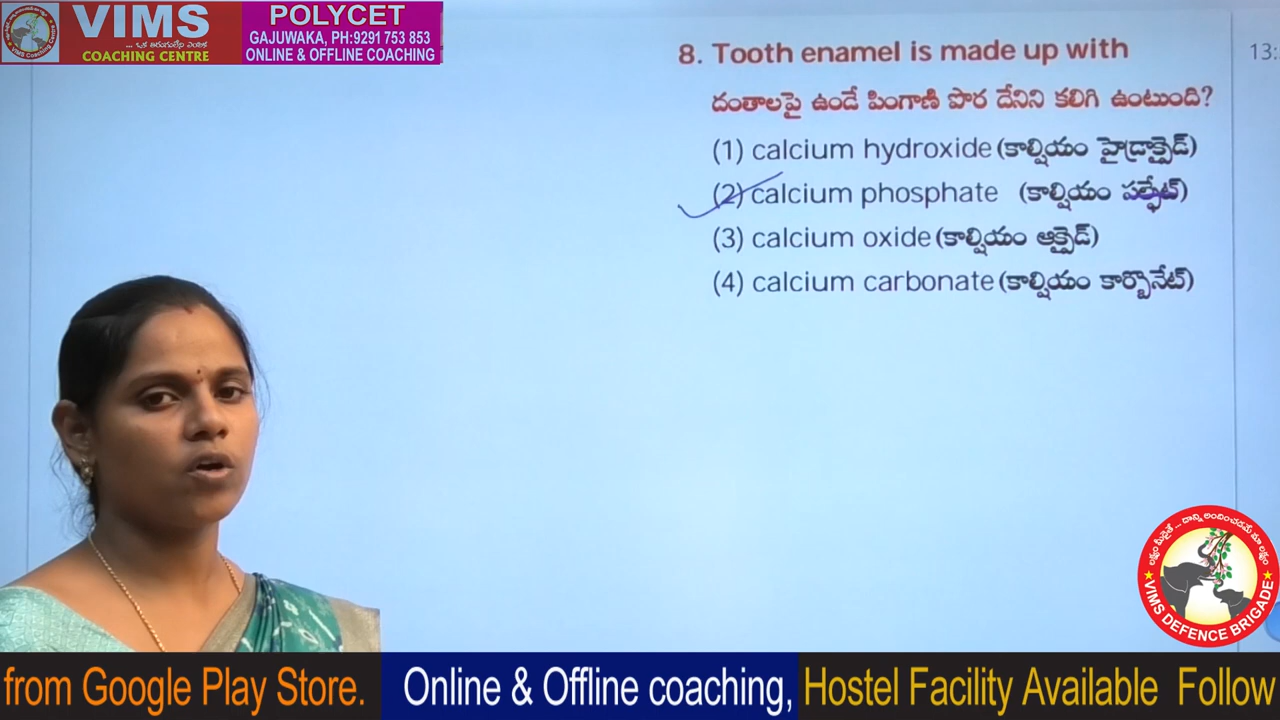 VIMS
... ఒక తిరుగులేని ఎంపిక
COACHING CENTRE
POLYCET
GAJUWAKA, PH:9291 753 853
ONLINE & OFFLINE COACHING
8. Tooth enamel is made up with
దంతాలపై ఉండే పింగాణి పొర దేనిని కలిగి ఉంటుంది?
(1) calcium hydroxide (కాల్షియం హైడ్రాక్సైడ్)
(2) calcium phosphate (కాల్షియం సల్ఫేట్)
(3) calcium oxide (కాల్షియం ఆక్సైడ్)
(4) calcium carbonate (కాల్షియం కార్బొనేట్)
13:
VIMS DEFENCE BRIGADE
from Google Play Store. Online & Offline coaching, Hostel Facility Available Follow